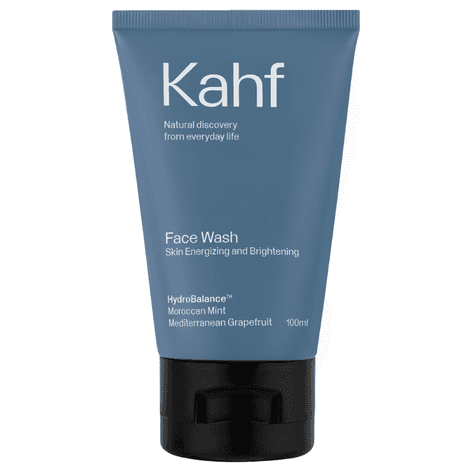 Kahf
Natural discovery
from everyday life
Face Wash
Skin Energizing and Brightening
HydroBalance™
Moroccan Mint
Mediterranean Grapefruit 100ml